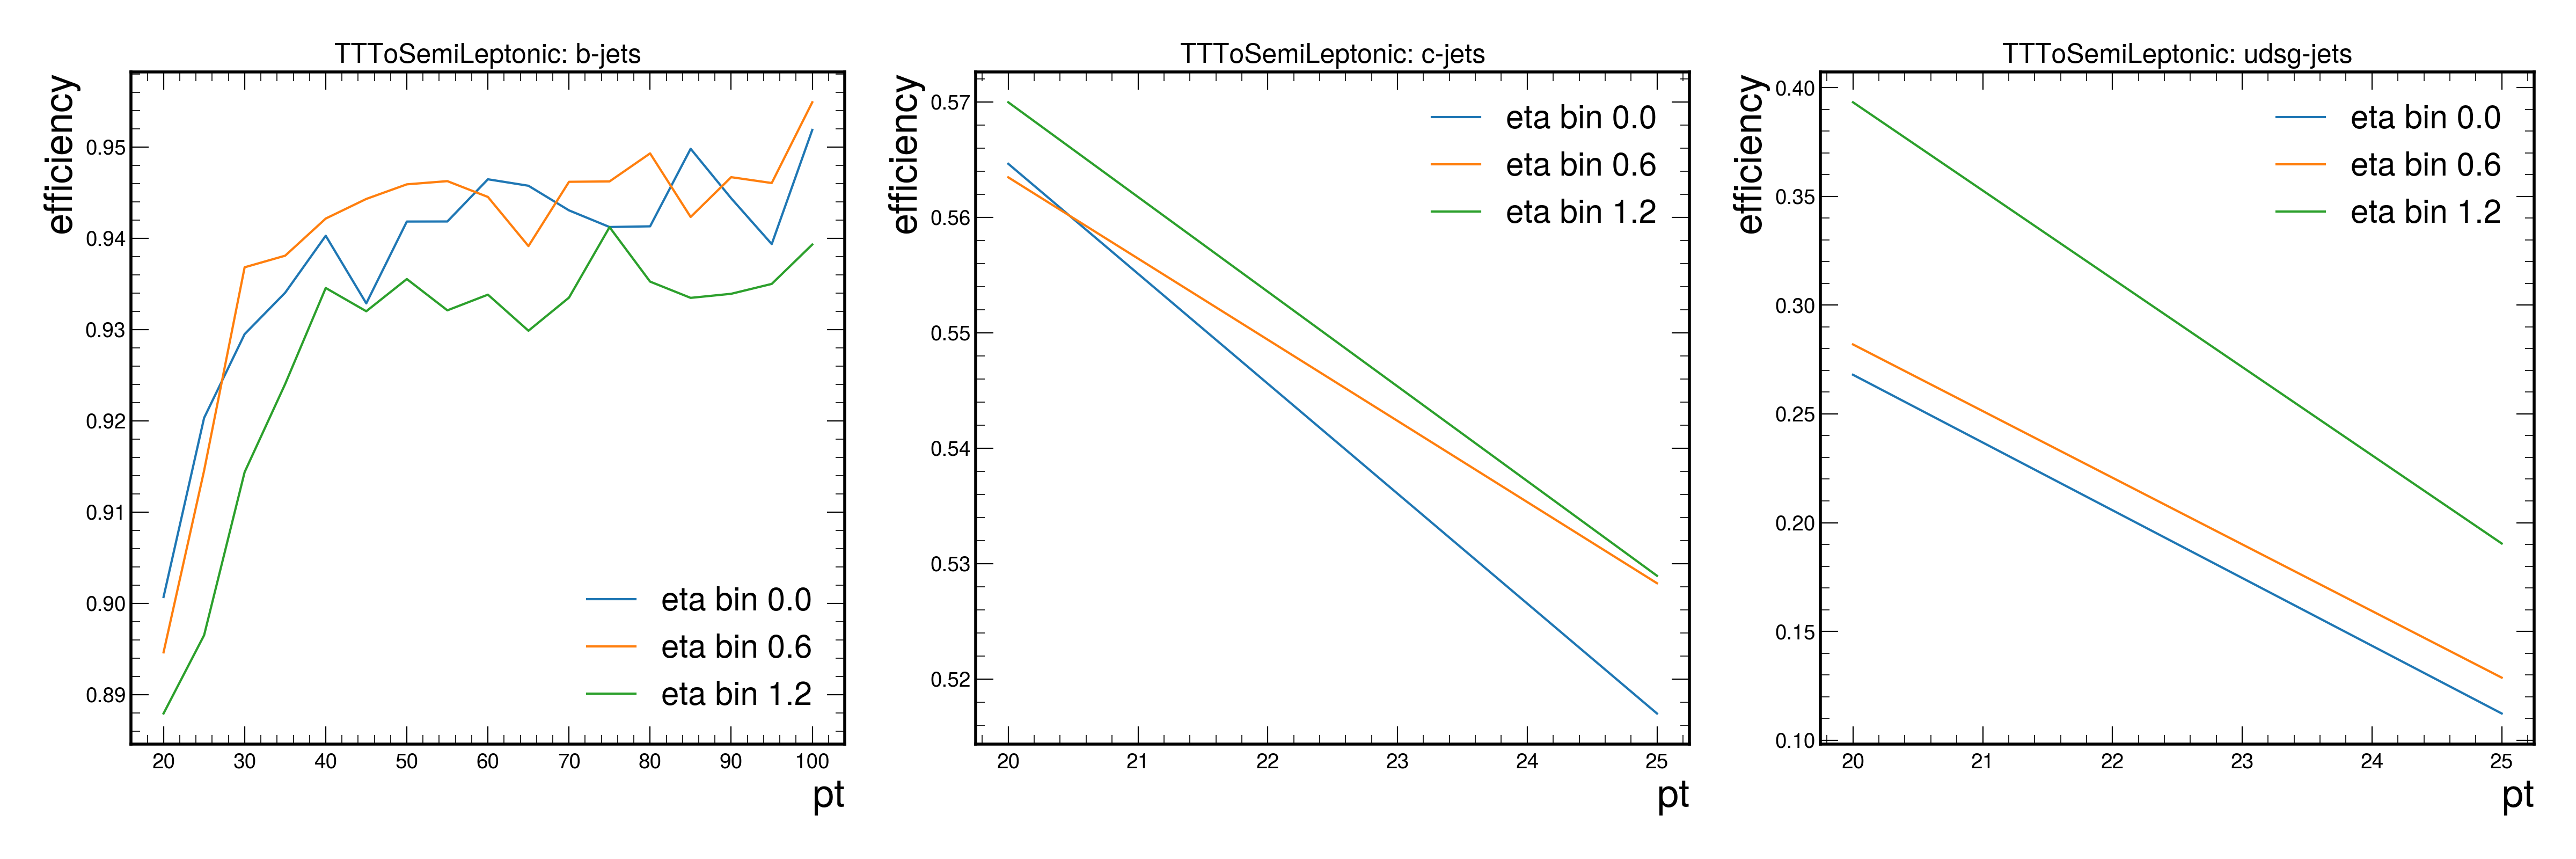 TTToSemiLeptonic: b-jets
efficiency
0.95
0.94
0.93
0.92
0.91
0.90
0.89
eta bin 0.0
eta bin 0.6
eta bin 1.2
20 30 40 50 60 70 80 90 100
pt
TTToSemiLeptonic: c-jets
efficiency
0.57
0.56
0.55
0.54
0.53
0.52
eta bin 0.0
eta bin 0.6
eta bin 1.2
20 21 22 23 24 25
pt
TTToSemiLeptonic: udsg-jets
efficiency
0.40
0.35
0.30
0.25
0.20
0.15
0.10
eta bin 0.0
eta bin 0.6
eta bin 1.2
20 21 22 23 24 25
pt